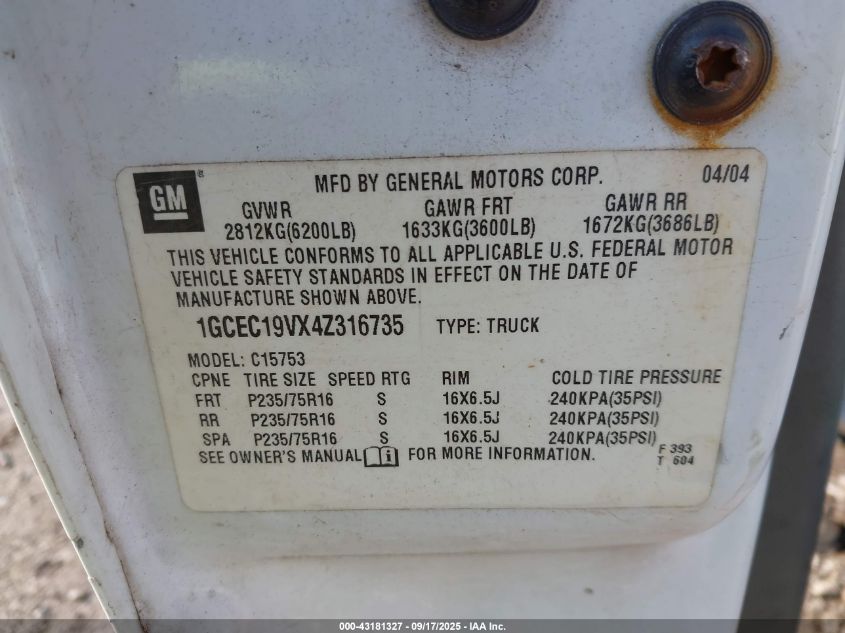 GM
®
MFD BY GENERAL MOTORS CORP. 04/04
GVWR GAWR FRT GAWR RR
2812KG(6200LB) 1633KG(3600LB) 1672KG(3686LB)
THIS VEHICLE CONFORMS TO ALL APPLICABLE U.S. FEDERAL MOTOR
VEHICLE SAFETY STANDARDS IN EFFECT ON THE DATE OF
MANUFACTURE SHOWN ABOVE.
1GCEC19VX4Z316735 TYPE: TRUCK
MODEL: C15753
CPNE TIRE SIZE SPEED RTG RIM COLD TIRE PRESSURE
FRT P235/75R16 S 16X6.5J 240KPA(35PSI)
RR P235/75R16 S 16X6.5J 240KPA(35PSI)
SPA P235/75R16 S 16X6.5J 240KPA(35PSI)
SEE OWNER'S MANUAL i FOR MORE INFORMATION.
F 393
T 604
000-43181327 - 09/17/2025 - IAA Inc.